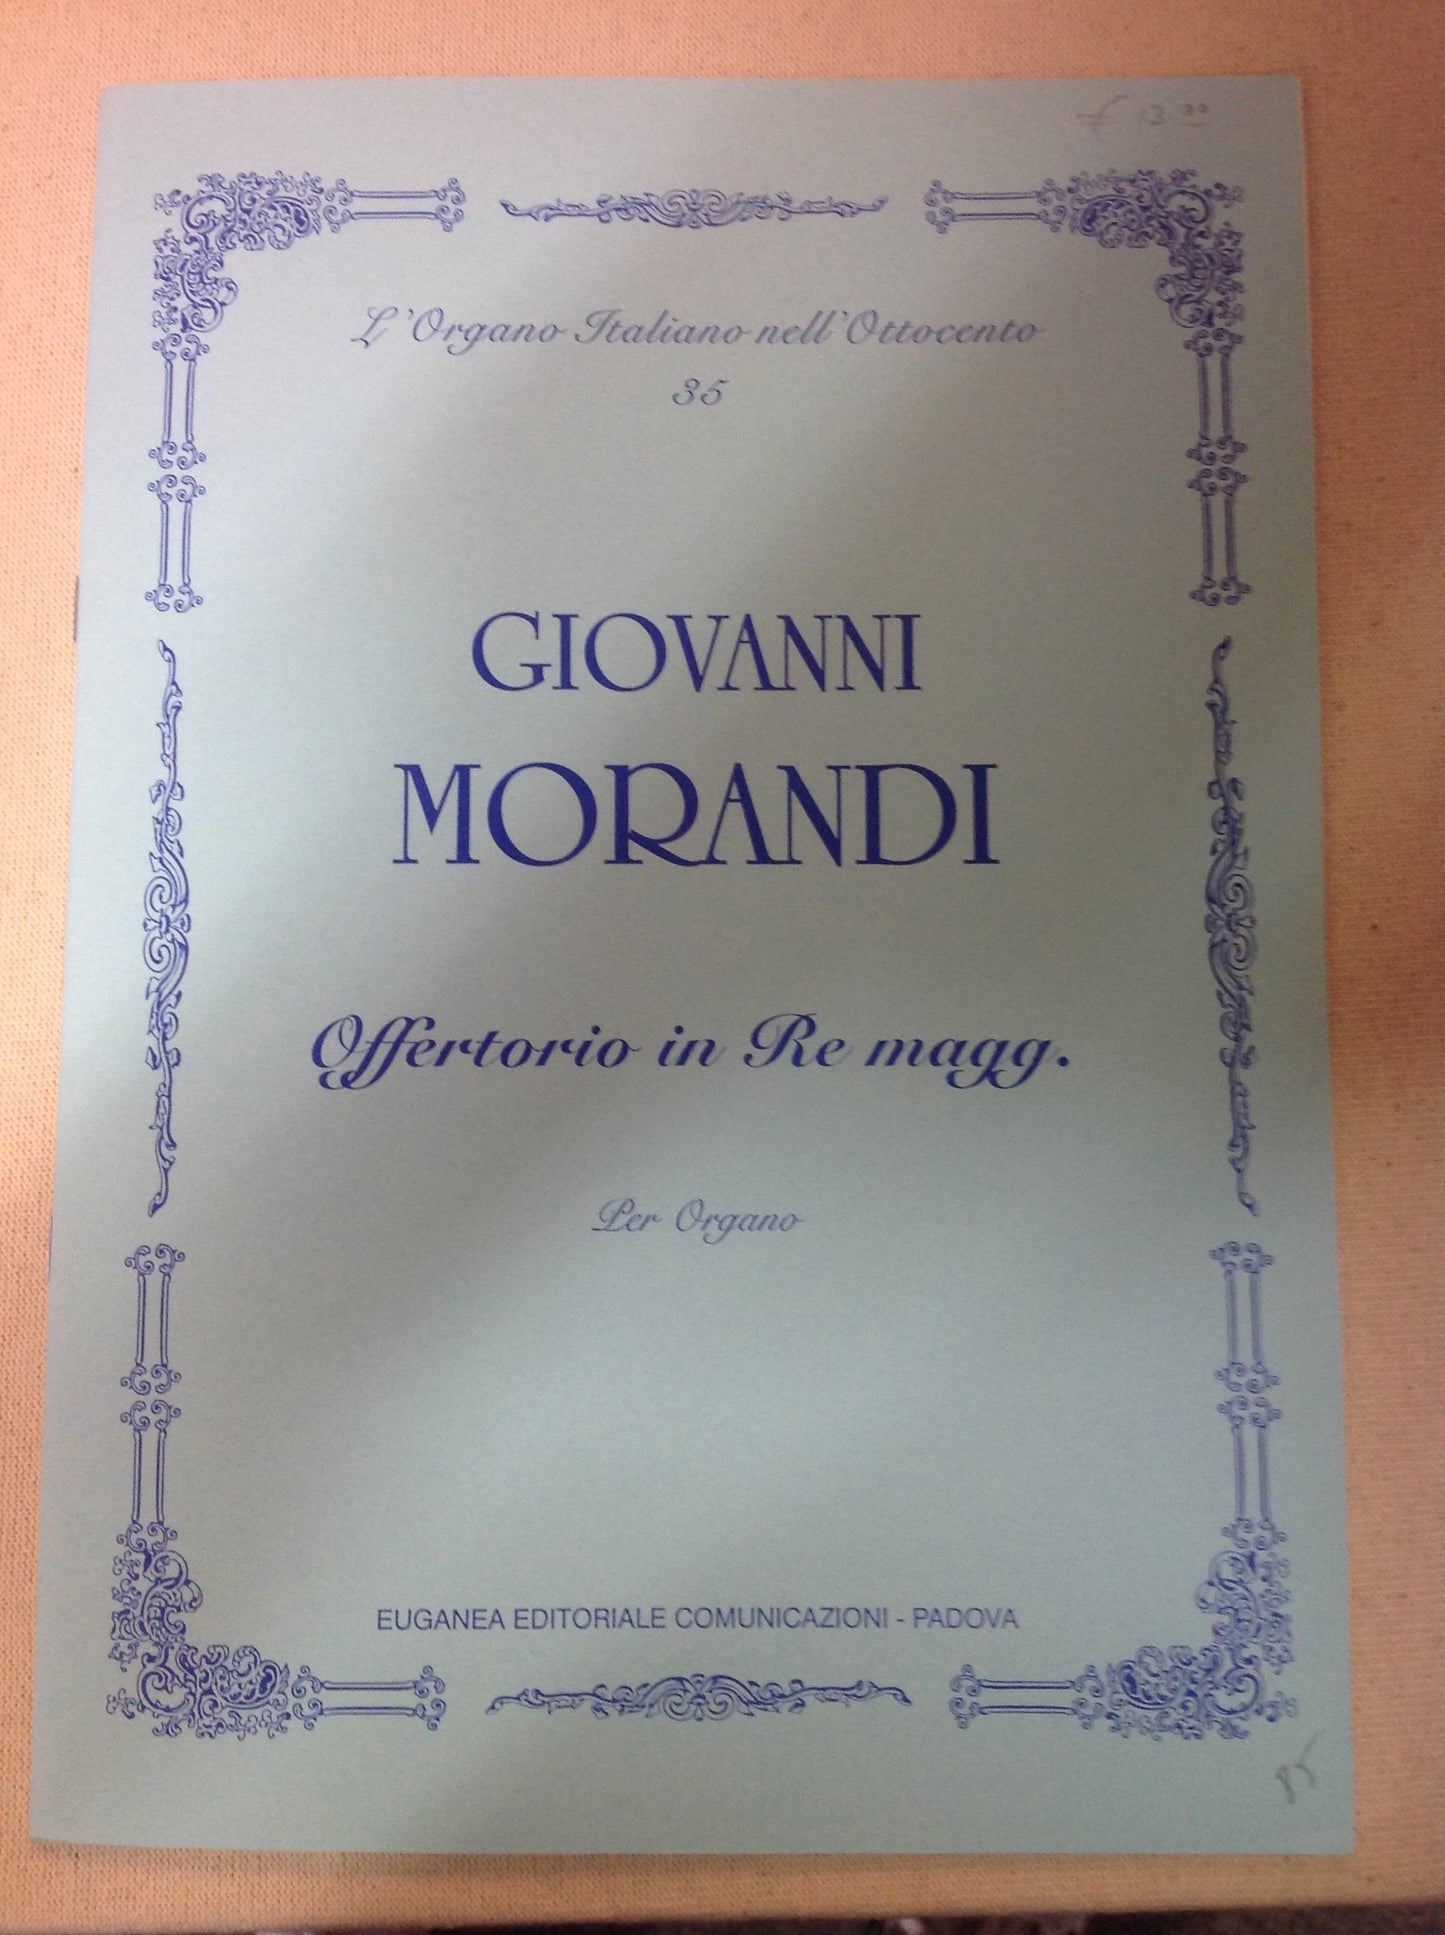 L'Organo Italiano nell'Ottocento
35
GIOVANNI
MORANDI
Offertorio in Re magg.
Per Organo
EUGANEA EDITORIALE COMUNICAZIONI - PADOVA